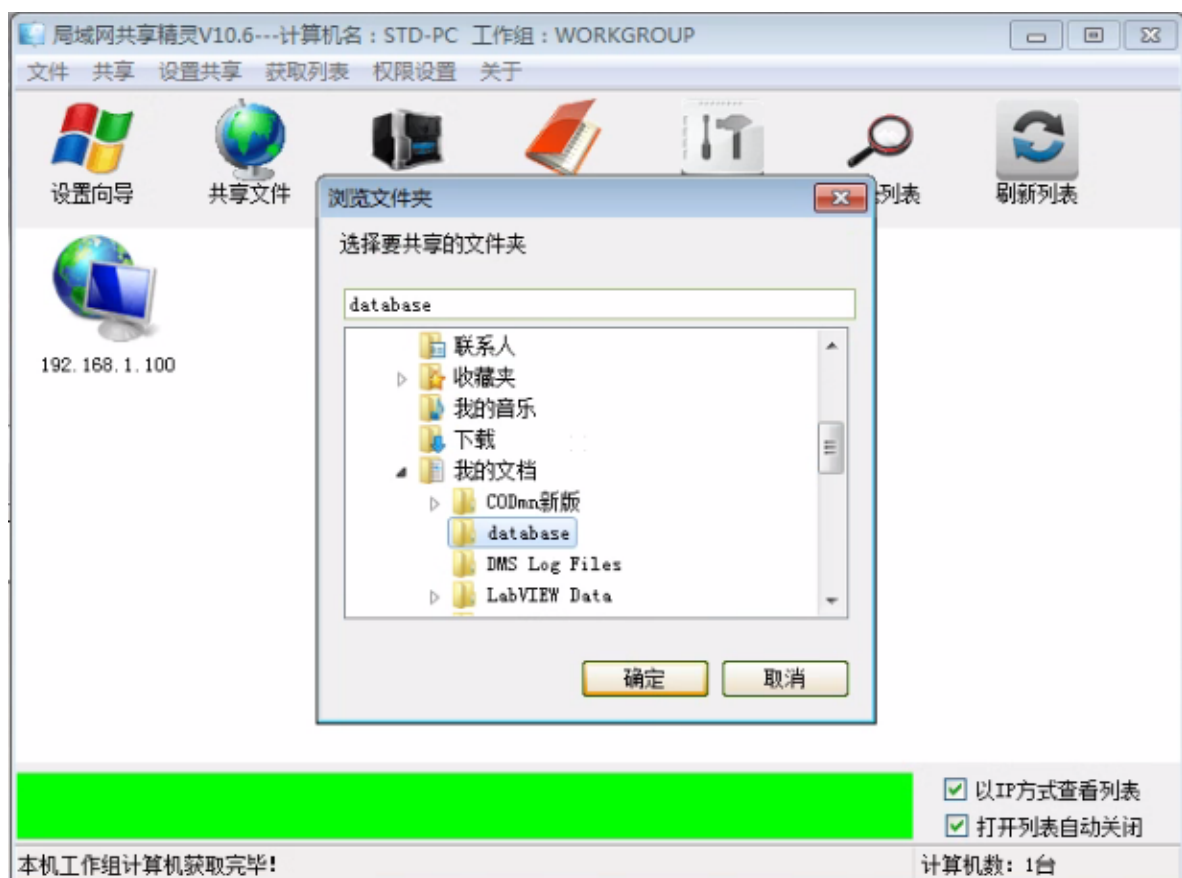 局域网共享精灵V10.6---计算机名：STD-PC 工作组：WORKGROUP
文件 共享 设置共享 获取列表 权限设置 关于
设置向导 共享文件 列表 刷新列表
浏览文件夹
选择要共享的文件夹
database
192.168.1.100
联系人
收藏夹
我的音乐
下载
我的文档
CODmn新版
database
DMS Log Files
LabVIEW Data
确定 取消
以IP方式查看列表
打开列表自动关闭
本机工作组计算机获取完毕! 计算机数: 1台